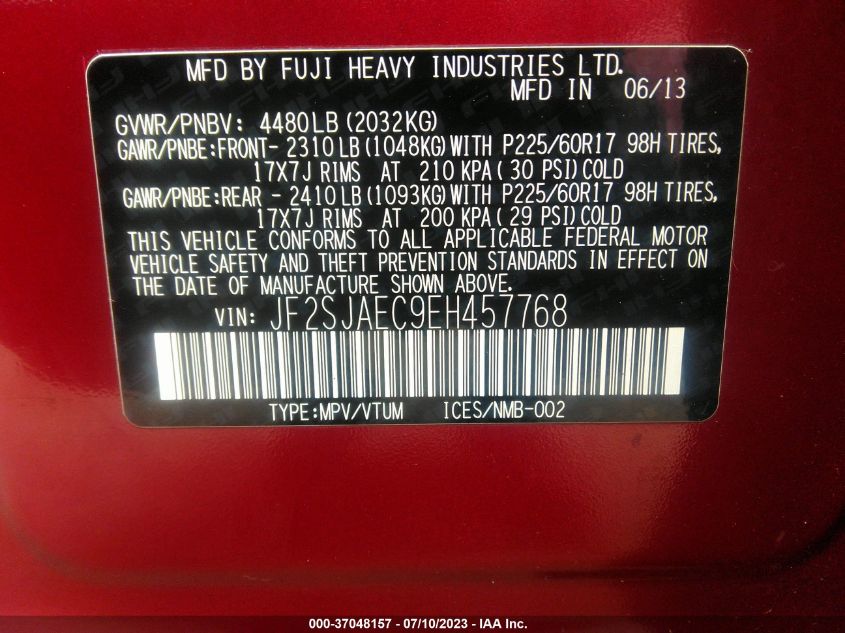 MFD BY FUJI HEAVY INDUSTRIES LTD.
MFD IN 06/13
GVWR/PNBV: 4480LB (2032KG)
GAWR/PNBE:FRONT- 2310 LB (1048KG) WITH P225/60R17 98H TIRES,
17X7J RIMS AT 210 KPA ( 30 PSI) COLD
GAWR/PNBE:REAR - 2410 LB (1093KG) WITH P225/60R17 98H TIRES,
17X7J RIMS AT 200 KPA ( 29 PSI) COLD
THIS VEHICLE CONFORMS TO ALL APPLICABLE FEDERAL MOTOR
VEHICLE SAFETY AND THEFT PREVENTION STANDARDS IN EFFECT ON
THE DATE OF MANUFACTURE SHOWN ABOVE.
VIN: JF2SJAEC9EH457768
TYPE:MPV/VTUM ICES/NMB-002
000-37048157 - 07/10/2023 - IAA Inc.